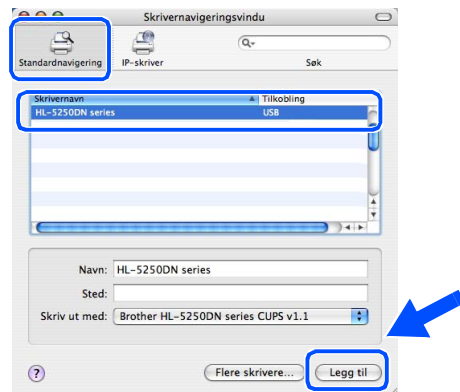 Skrivernavigeringsvindu
Standardnavigering IP-skriver Søk
Skrivernavn Tilkobling
HL-5250DN series USB
Navn: HL-5250DN series
Sted:
Skriv ut med: Brother HL-5250DN series CUPS v1.1
? Flere skrivere... Legg til